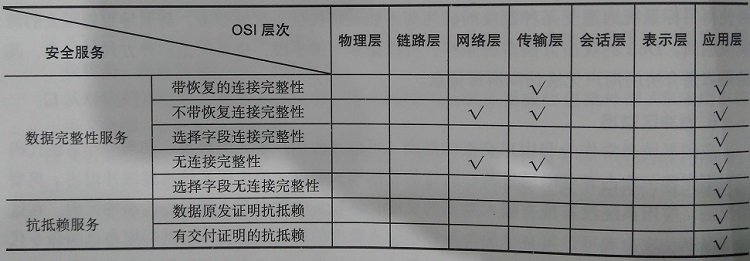 OSI 层次
安全服务
物理层 链路层 网络层 传输层 会话层 表示层 应用层
数据完整性服务
带恢复的连接完整性 √ √
不带恢复连接完整性 √ √ √
选择字段连接完整性 √
无连接完整性 √ √ √
选择字段无连接完整性 √
抗抵赖服务
数据原发证明抗抵赖 √
有交付证明的抗抵赖 √